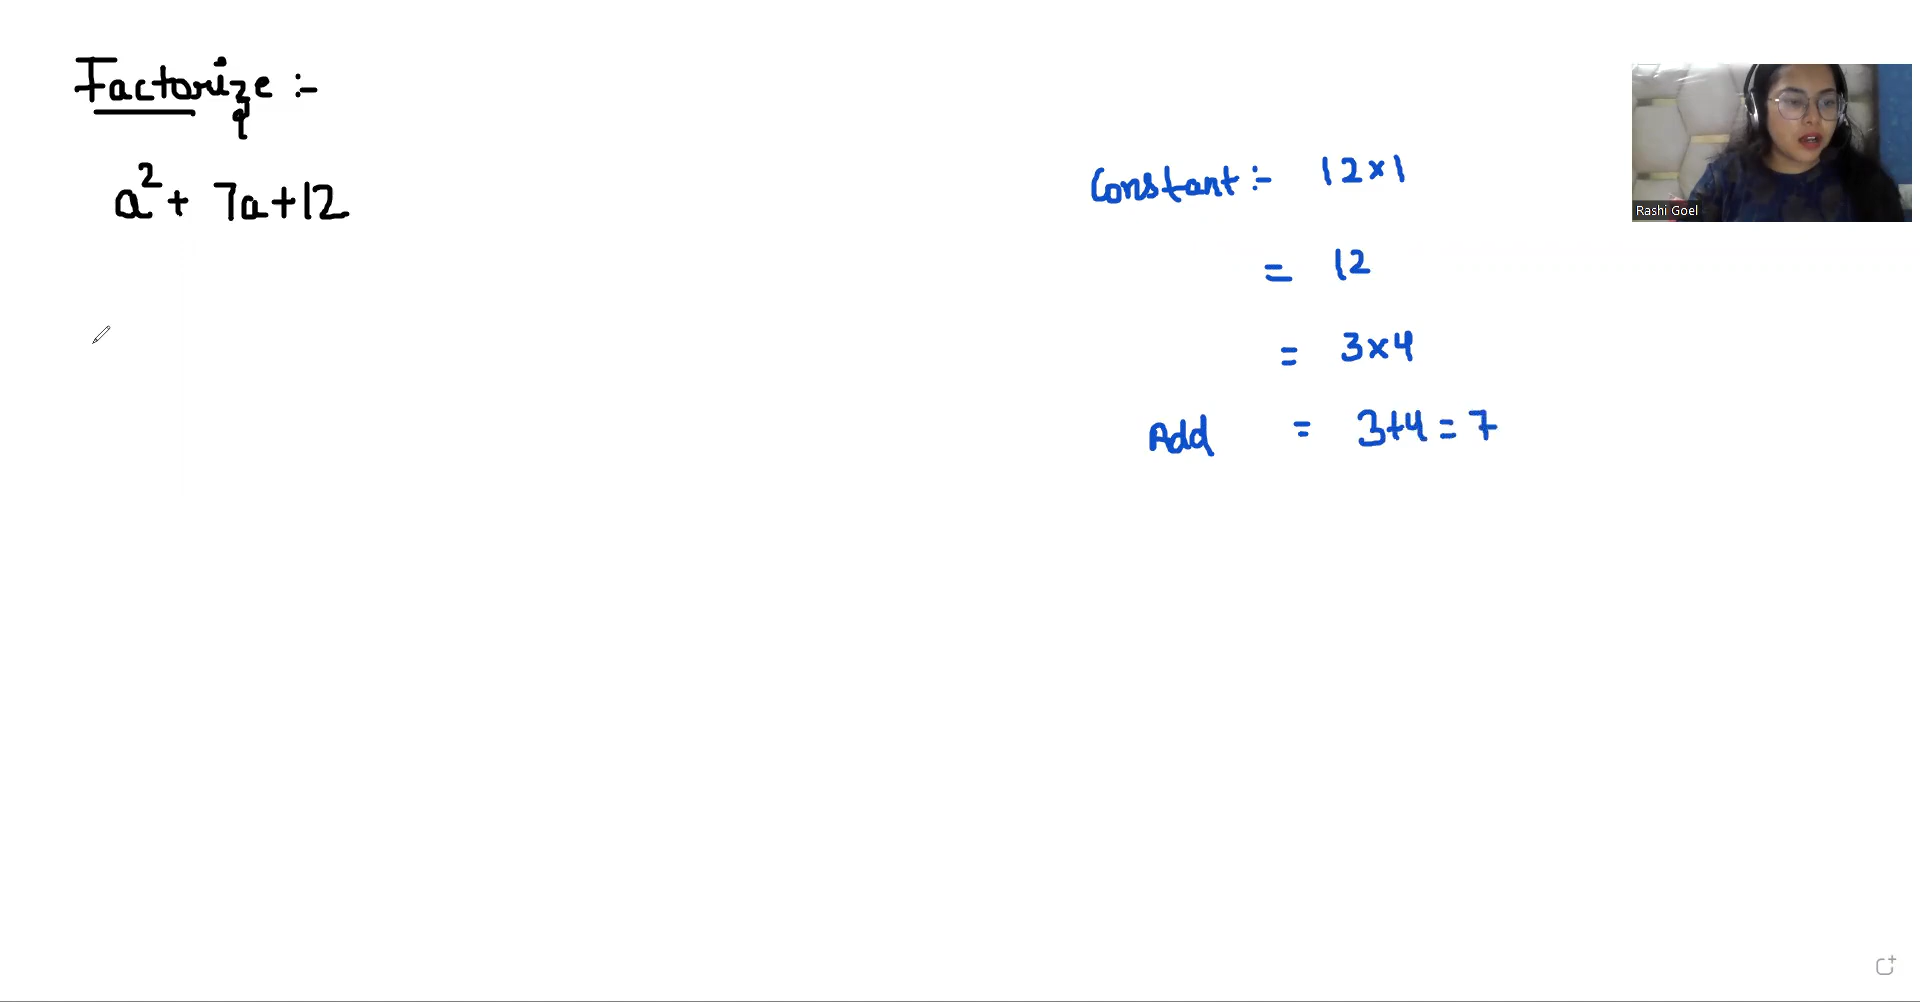 Factorize :-
a² + 7a + 12
Constant :- 12 × 1
= 12
= 3 × 4
Add = 3 + 4 = 7
Rashi Goel